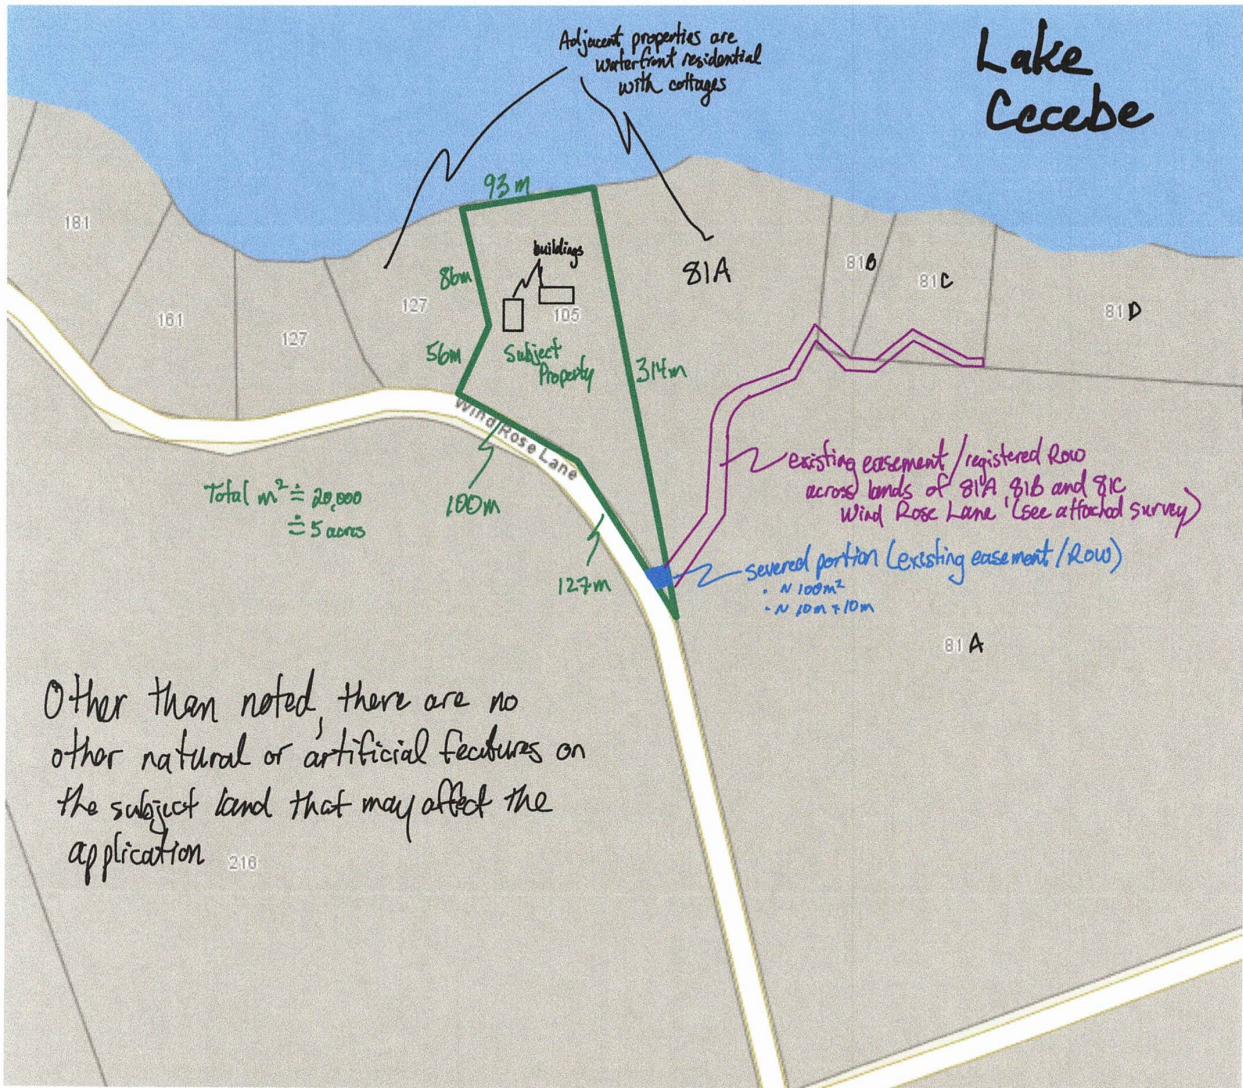 Adjacent properties are
waterfront residential
with cottages
Lake
Cecebe
93m
181
buildings
81A
81B
81C
86m
127
105
81D
161
127
56m
Subject
Property
314m
Wind Rose Lane
existing easement/registered Row
across lands of 81A 81B and 81C
Wind Rose Lane (see attached survey)
Total m² ≐ 20,000
≐ 5 acres
100m
severed portion (existing easement/Row)
· ~ 100m²
· ~ 10m × 10m
127m
81A
Other than noted, there are no
other natural or artificial features on
the subject land that may affect the
application
216